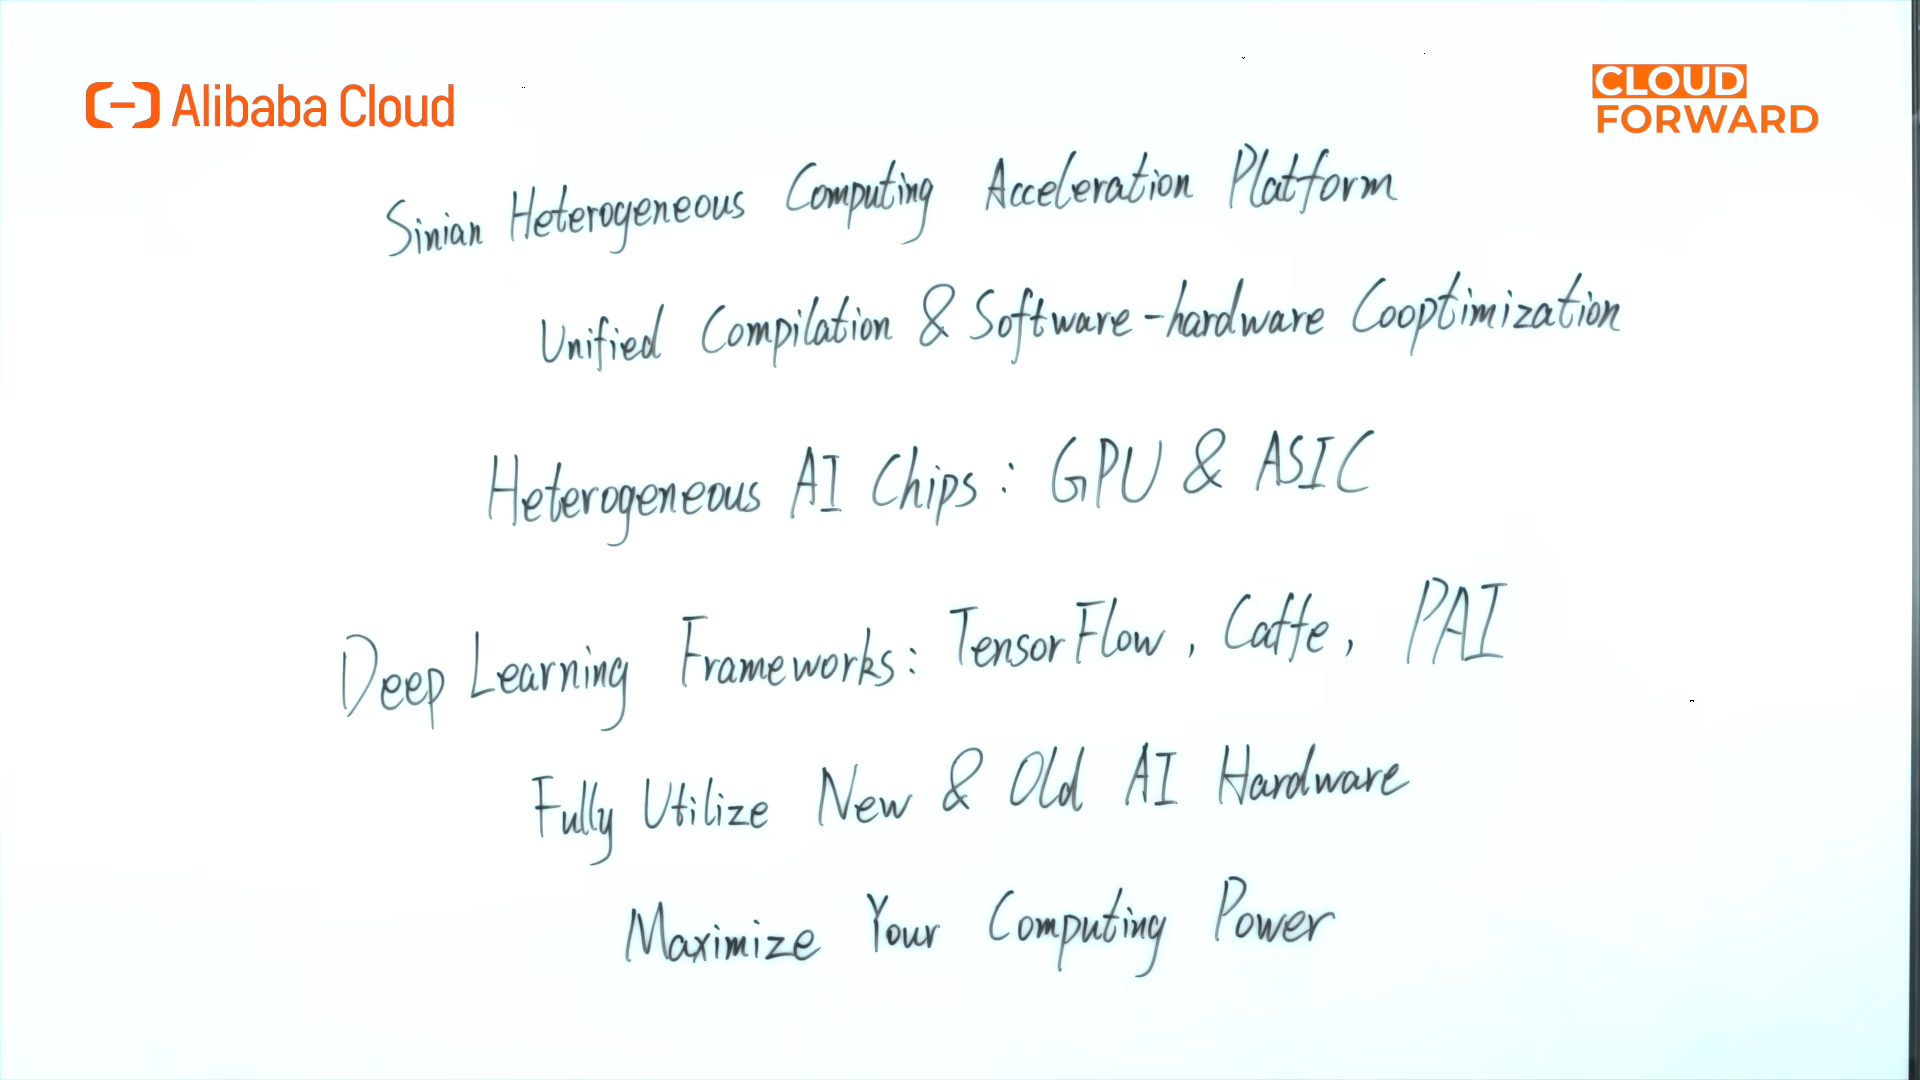 Alibaba Cloud
CLOUD
FORWARD
Sinian Heterogeneous Computing Acceleration Platform
Unified Compilation & Software-hardware Cooptimization
Heterogeneous AI Chips: GPU & ASIC
Deep Learning Frameworks: TensorFlow, Caffe, PAI
Fully Utilize New & Old AI Hardware
Maximize Your Computing Power